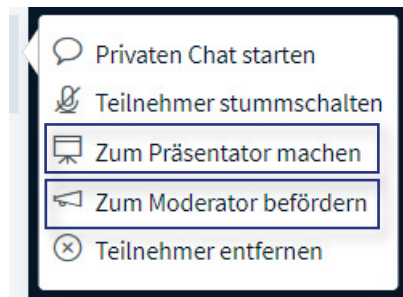 Privaten Chat starten
Teilnehmer stummschalten
Zum Präsentator machen
Zum Moderator befördern
Teilnehmer entfernen